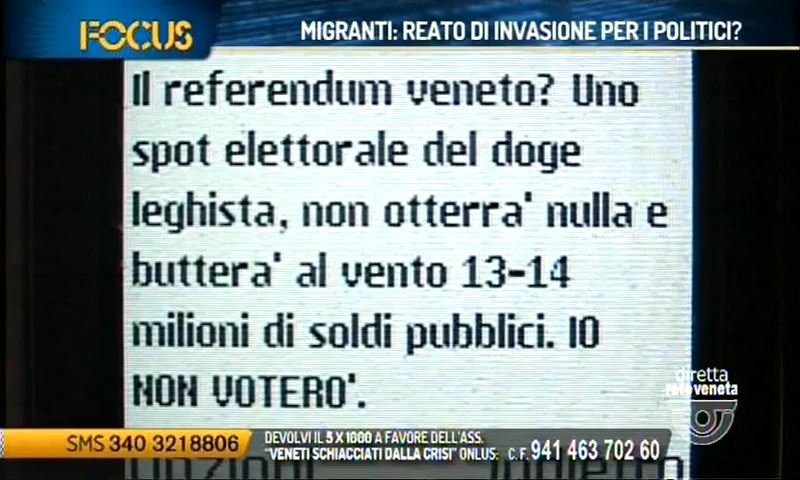 FOCUS
MIGRANTI: REATO DI INVASIONE PER I POLITICI?
Il referendum veneto? Uno
spot elettorale del doge
leghista, non otterra' nulla e
buttera' al vento 13-14
milioni di soldi pubblici. IO
NON VOTERO'.
diretta
reteveneta
SMS 340 3218806
DEVOLVI IL 5 X 1000 A FAVORE DELL'ASS.
"VENETI SCHIACCIATI DALLA CRISI" ONLUS: C.F. 941 463 702 60